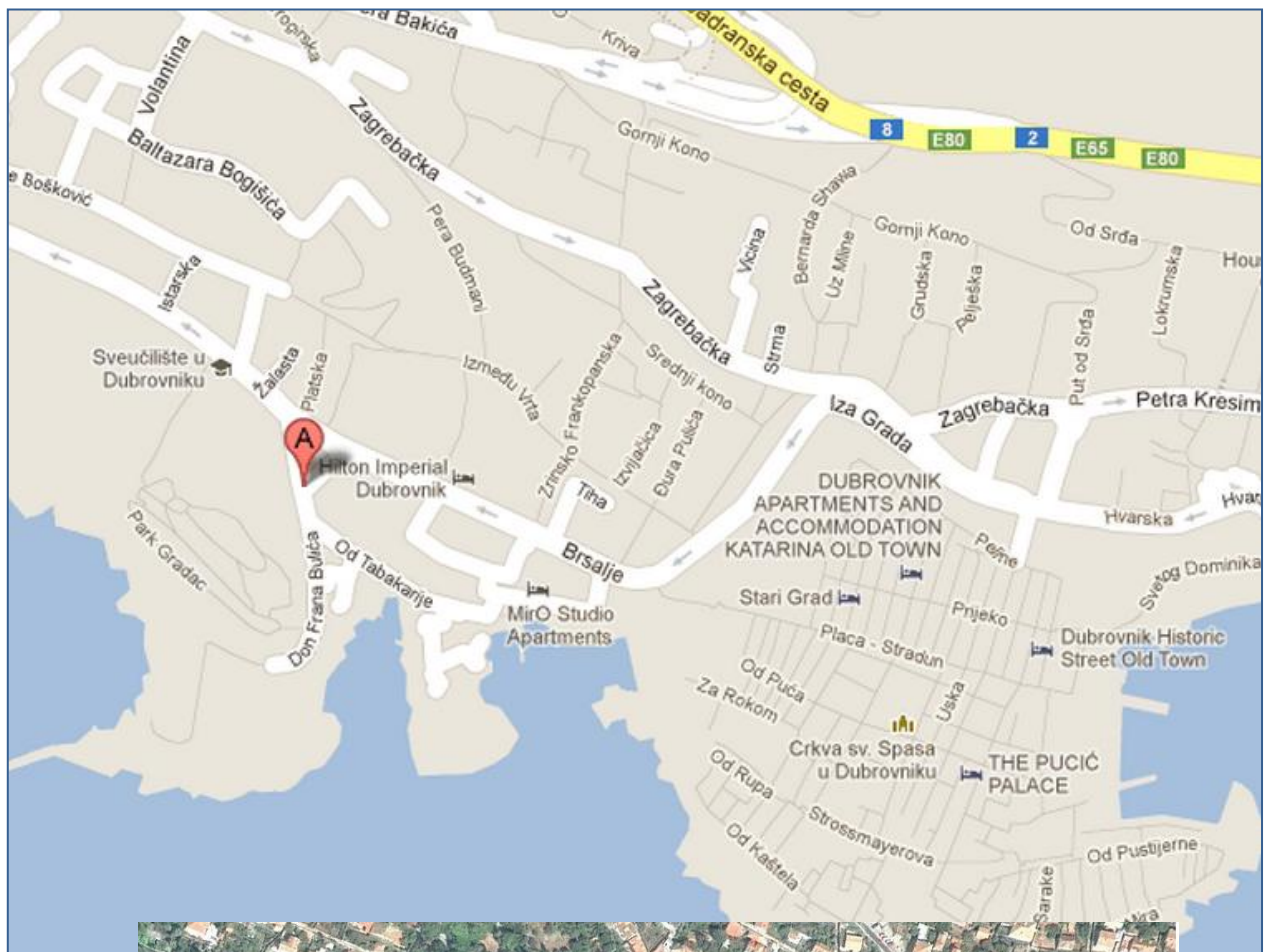 Pera Bakića
Kriva
Jadranska cesta
8
E80
2
E65
E80
Trogirska
Volantina
Zagrebačka
Baltazara Bogišića
Gornji Kono
Bernarda Shawa
Gornji Kono
Od Srđa
e Bošković
Vicina
Uz Mline
Grudska
Pelješka
Lokrumska
Hou
Pera Budmani
Istarska
Zagrebačka
Strma
Put od Srđa
Sveučilište u
Dubrovniku
Žalasta
Platska
Između Vrta
Zrinsko Frankopanska
Srednji kono
Izvijačica
Đura Pulića
Iza Grada
Zagrebačka
Petra Kresim
A
Hilton Imperial
Dubrovnik
Tiha
DUBROVNIK
APARTMENTS AND
ACCOMMODATION
KATARINA OLD TOWN
Hvarska
Hvar
Park Gradac
Don Frana Bulića
Od Tabakarije
Brsalje
Peline
Svetog Dominika
MirO Studio
Apartments
Stari Grad
Prijeko
Placa - Stradun
Dubrovnik Historic
Street Old Town
Od Puča
Za Rokom
Uska
Crkva sv. Spasa
u Dubrovniku
THE PUCIĆ
PALACE
Od Rupa
Strossmayerova
Od Kaštela
Od Pustijerne
Sarake